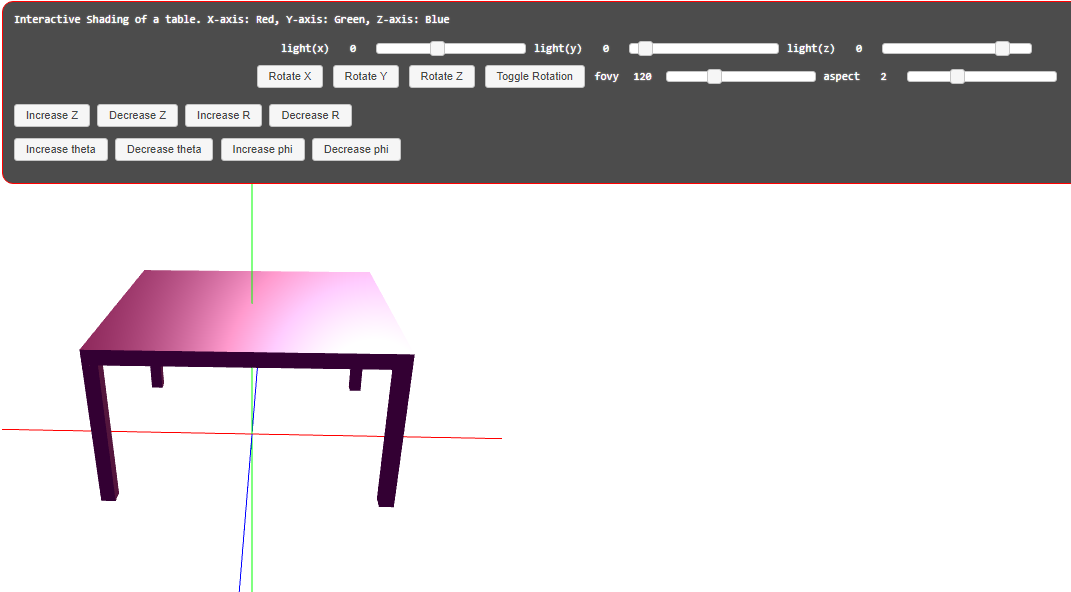 Interactive Shading of a table. X-axis: Red, Y-axis: Green, Z-axis: Blue
light(x) 0 light(y) 0 light(z) 0
Rotate X Rotate Y Rotate Z Toggle Rotation fovy 120 aspect 2
Increase Z Decrease Z Increase R Decrease R
Increase theta Decrease theta Increase phi Decrease phi